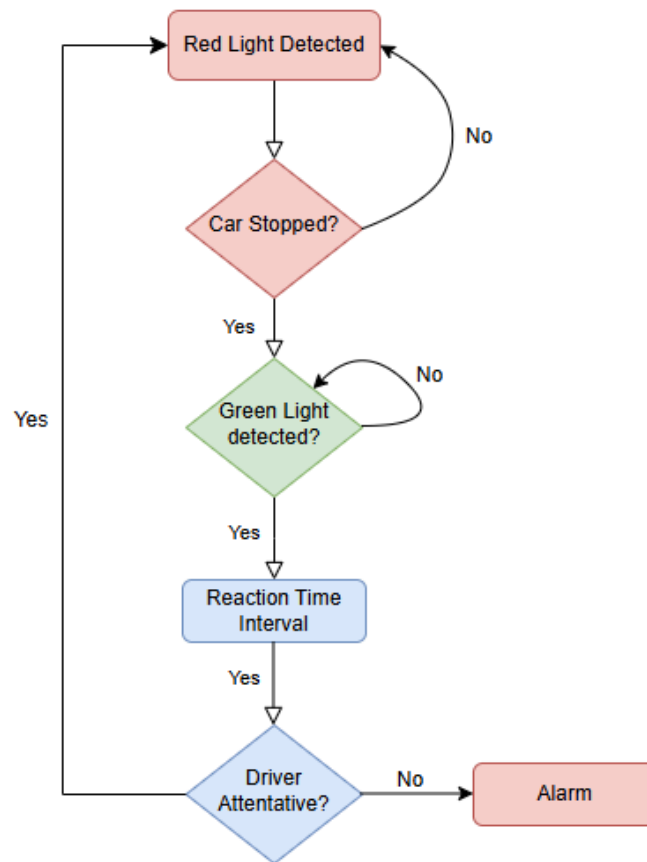 Red Light Detected
No
Car Stopped?
Yes
No
Green Light
detected?
Yes
Yes
Reaction Time
Interval
Yes
Driver
Attentative?
No
Alarm